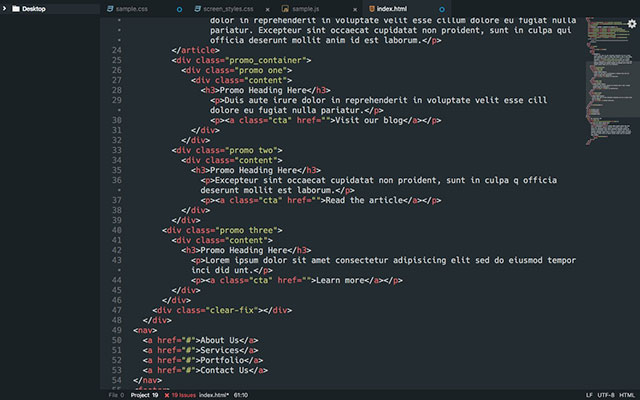 Desktop
sample.css
screen_styles.css
sample.js
index.html
dolor in reprehenderit in voluptate velit esse cillum dolore eu fugiat nulla
pariatur. Excepteur sint occaecat cupidatat non proident, sunt in culpa qui
officia deserunt mollit anim id est laborum.</p>
24 </article>
25 <div class="promo_container">
26 <div class="promo one">
27 <div class="content">
28 <h3>Promo Heading Here</h3>
29 <p>Duis aute irure dolor in reprehenderit in voluptate velit esse cill
dolore eu fugiat nulla pariatur.</p>
30 <p><a class="cta" href="">Visit our blog</a></p>
31 </div>
32 </div>
33 <div class="promo two">
34 <div class="content">
35 <h3>Promo Heading Here</h3>
36 <p>Excepteur sint occaecat cupidatat non proident, sunt in culpa q officia
deserunt mollit est laborum.</p>
37 <p><a class="cta" href="">Read the article</a></p>
38 </div>
39 </div>
40 <div class="promo three">
41 <div class="content">
42 <h3>Promo Heading Here</h3>
43 <p>Lorem ipsum dolor sit amet consectetur adipisicing elit sed do eiusmod tempor
inci did unt.</p>
44 <p><a class="cta" href="">Learn more</a></p>
45 </div>
46 </div>
47 <div class="clear-fix"></div>
48 </div>
49 <nav>
50 <a href="#">About Us</a>
51 <a href="#">Services</a>
52 <a href="#">Portfolio</a>
53 <a href="#">Contact Us</a>
54 </nav>
55 <footer>
File 0 Project 19 19 Issues index.html* 61:10 LF UTF-8 HTML